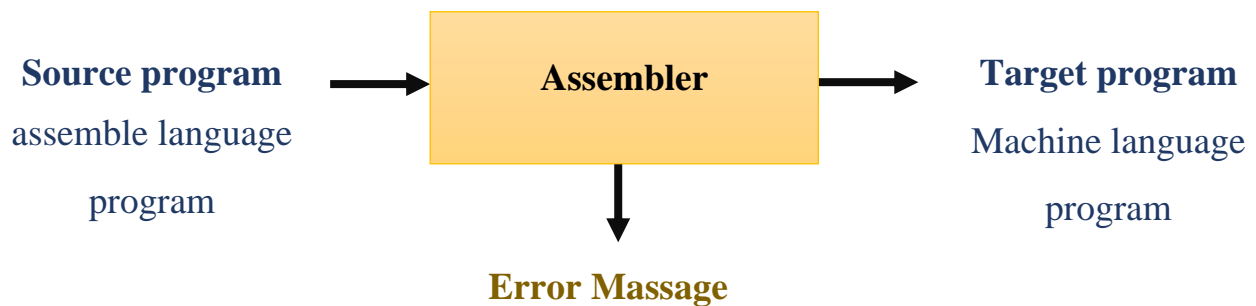 Source program
assemble language
program
Assembler
Target program
Machine language
program
Error Massage